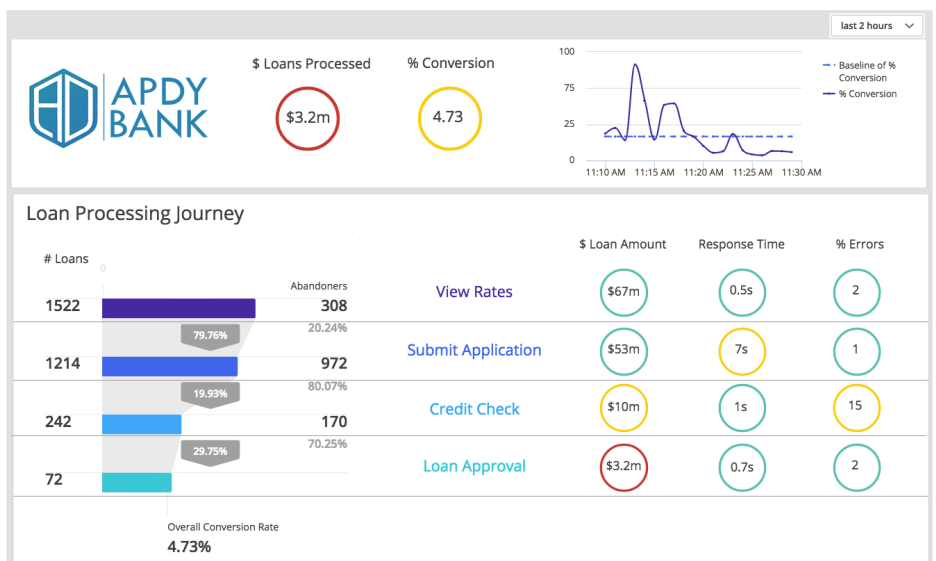 last 2 hours
APDY
BANK
$ Loans Processed
$3.2m
% Conversion
4.73
100
75
25
0
11:10 AM 11:15 AM 11:20 AM 11:25 AM 11:30 AM
Baseline of %
Conversion
% Conversion
Loan Processing Journey
$ Loan Amount Response Time % Errors
# Loans
0
Abandoners
1522 308 View Rates $67m 0.5s 2
79.76% 20.24%
1214 972 Submit Application $53m 7s 1
19.93% 80.07%
242 170 Credit Check $10m 1s 15
29.75% 70.25%
72 Loan Approval $3.2m 0.7s 2
Overall Conversion Rate
4.73%